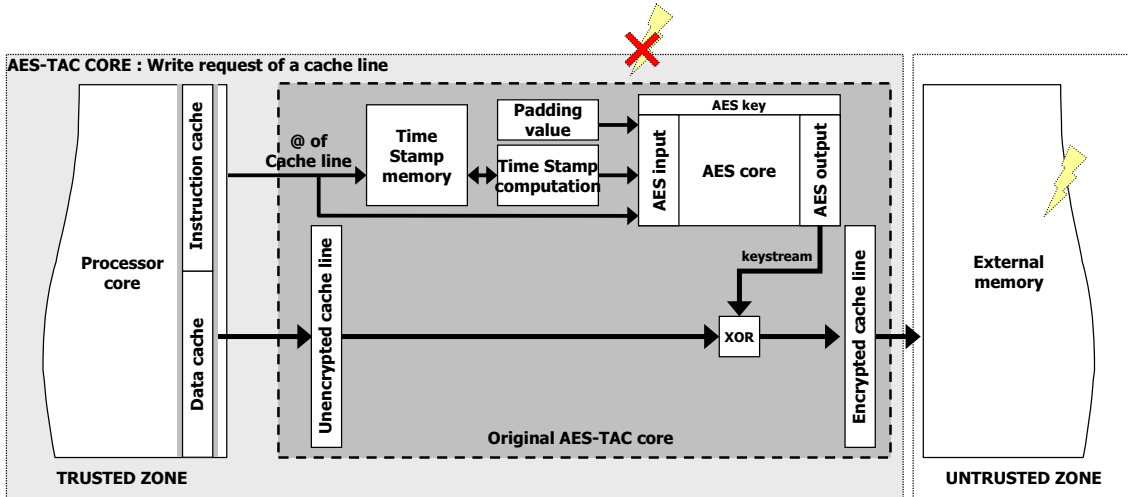 AES-TAC CORE : Write request of a cache line
Processor
core
Instruction cache
Data cache
@ of
Cache line
Time
Stamp
memory
Padding
value
Time Stamp
computation
AES key
AES input
AES core
AES output
keystream
Unencrypted cache line
XOR
Encrypted cache line
Original AES-TAC core
TRUSTED ZONE
External
memory
UNTRUSTED ZONE